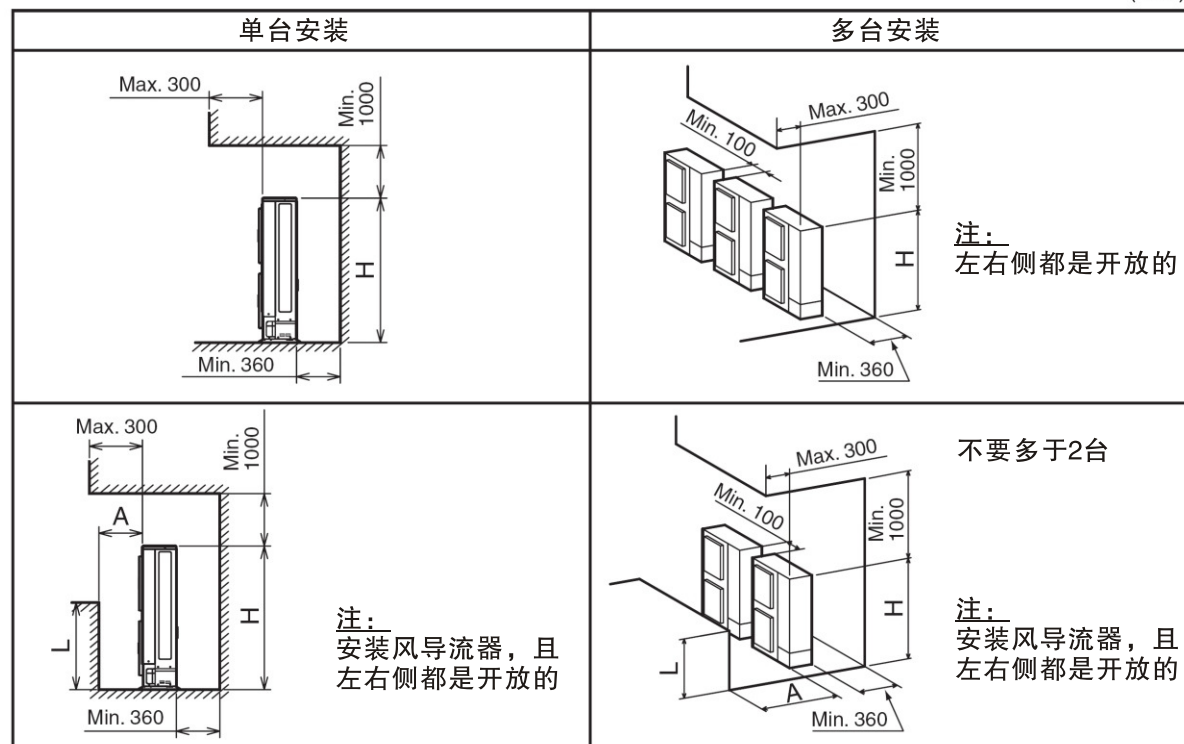 单台安装
多台安装
Max. 300
Min.
1000
H
Min. 360
Max. 300
Min. 100
Min.
1000
H
Min. 360
注：
左右侧都是开放的
Max. 300
Min.
1000
A
H
L
Min. 360
注：
安装风导流器，且
左右侧都是开放的
不要多于2台
Max. 300
Min. 100
Min.
1000
H
L
A
Min. 360
注：
安装风导流器，且
左右侧都是开放的